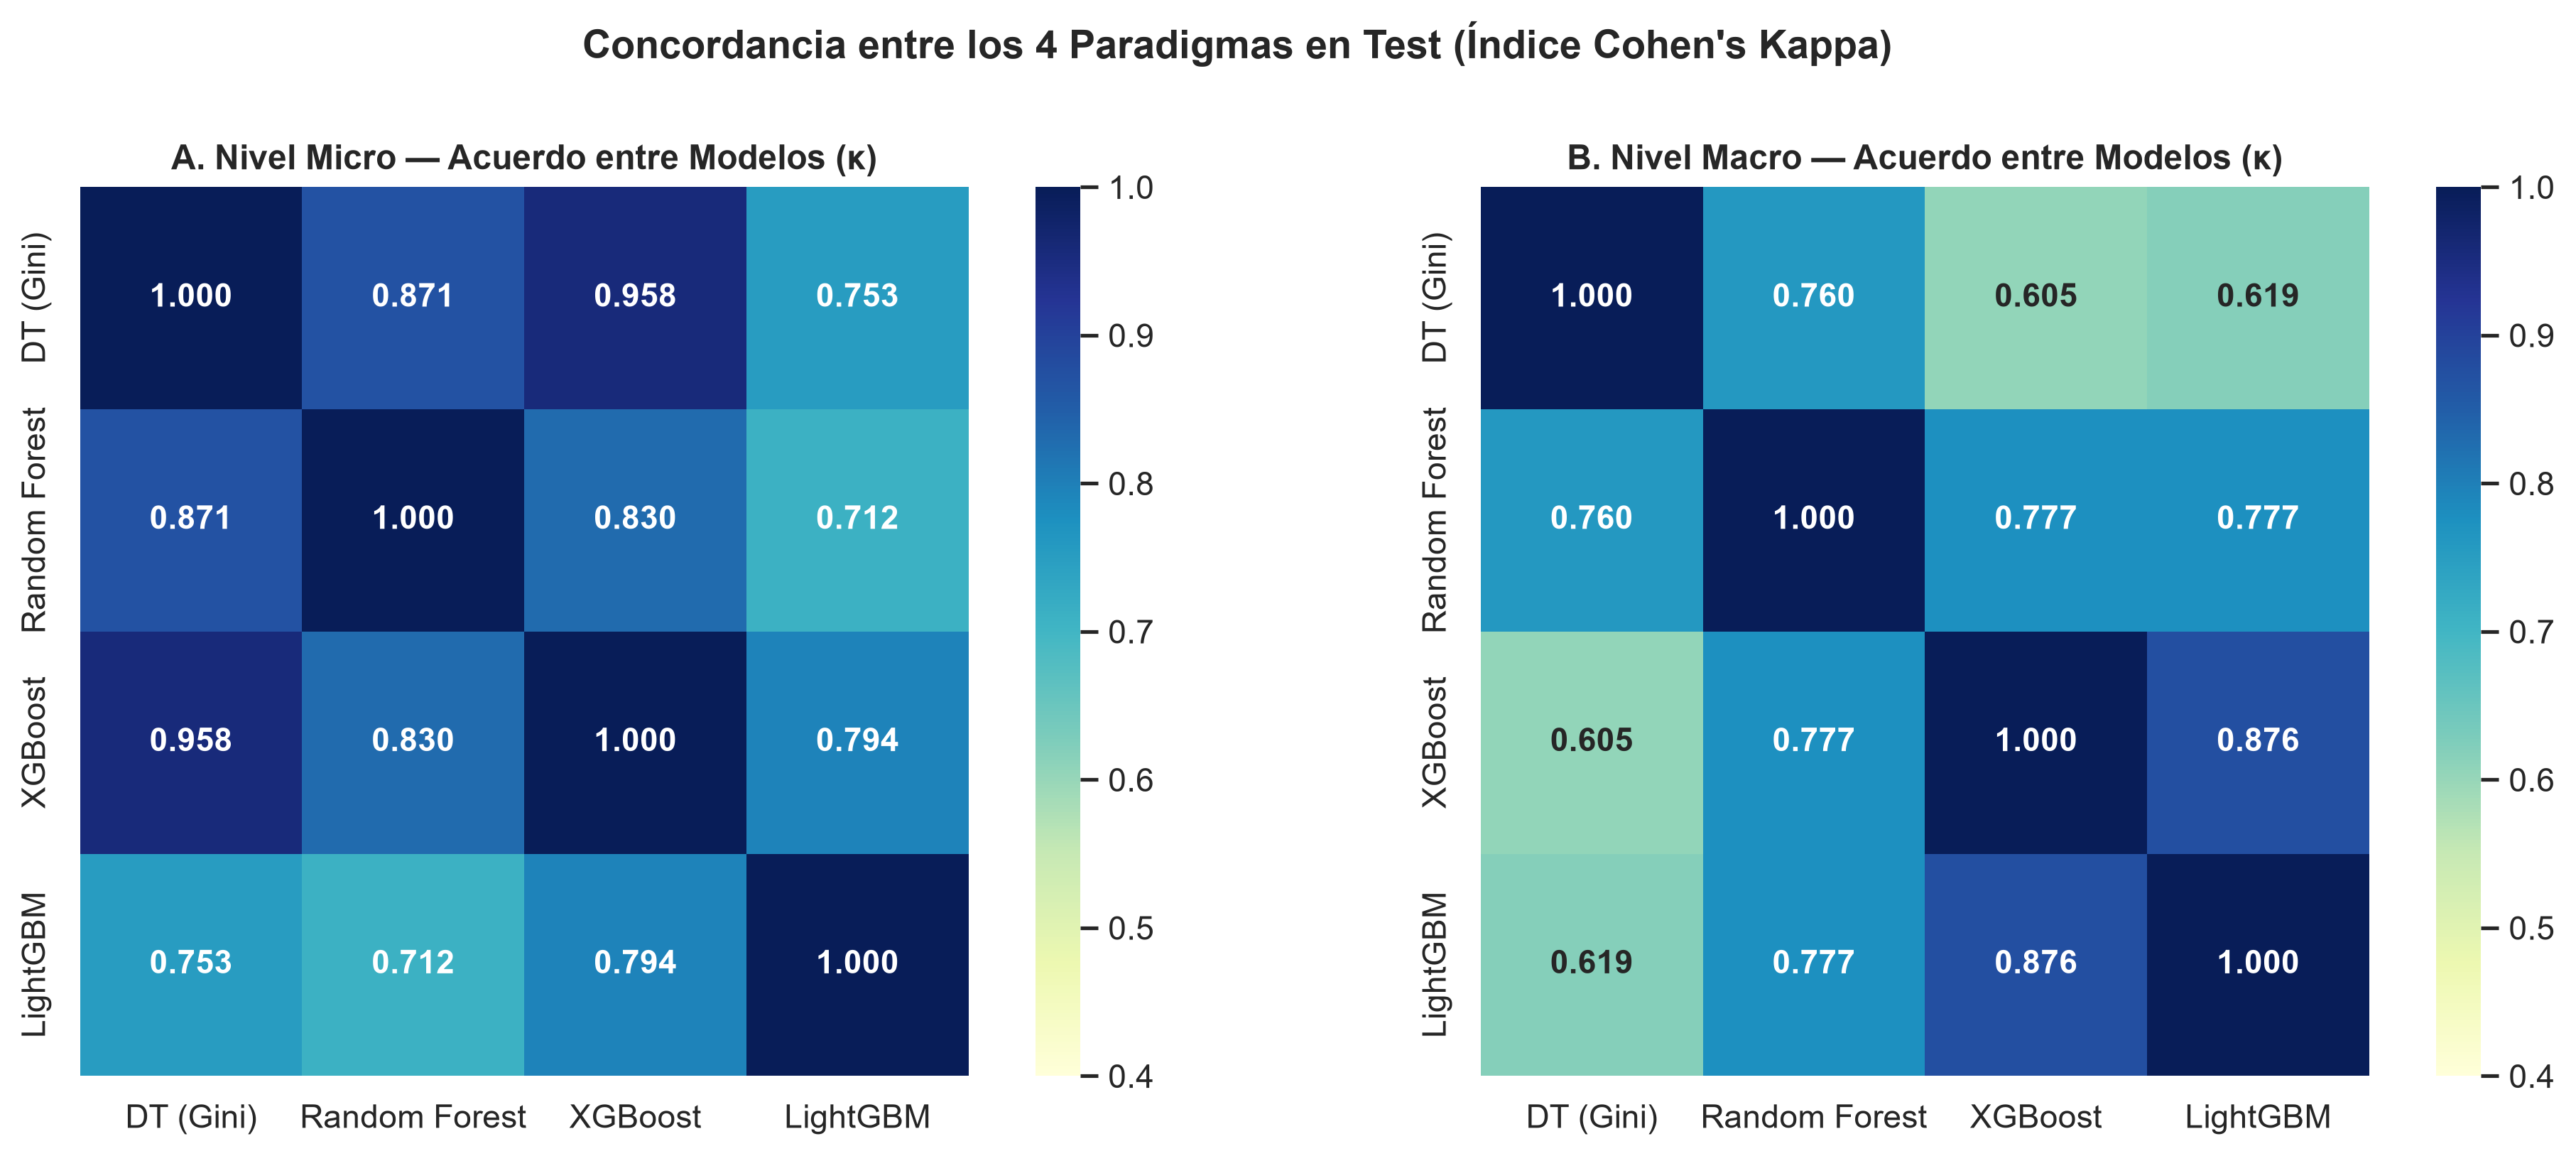 Concordancia entre los 4 Paradigmas en Test (Índice Cohen's Kappa)
A. Nivel Micro — Acuerdo entre Modelos (κ)
DT (Gini)
1.000 0.871 0.958 0.753
Random Forest
0.871 1.000 0.830 0.712
XGBoost
0.958 0.830 1.000 0.794
LightGBM
0.753 0.712 0.794 1.000
DT (Gini) Random Forest XGBoost LightGBM
1.0
0.9
0.8
0.7
0.6
0.5
0.4
B. Nivel Macro — Acuerdo entre Modelos (κ)
DT (Gini)
1.000 0.760 0.605 0.619
Random Forest
0.760 1.000 0.777 0.777
XGBoost
0.605 0.777 1.000 0.876
LightGBM
0.619 0.777 0.876 1.000
DT (Gini) Random Forest XGBoost LightGBM
1.0
0.9
0.8
0.7
0.6
0.5
0.4